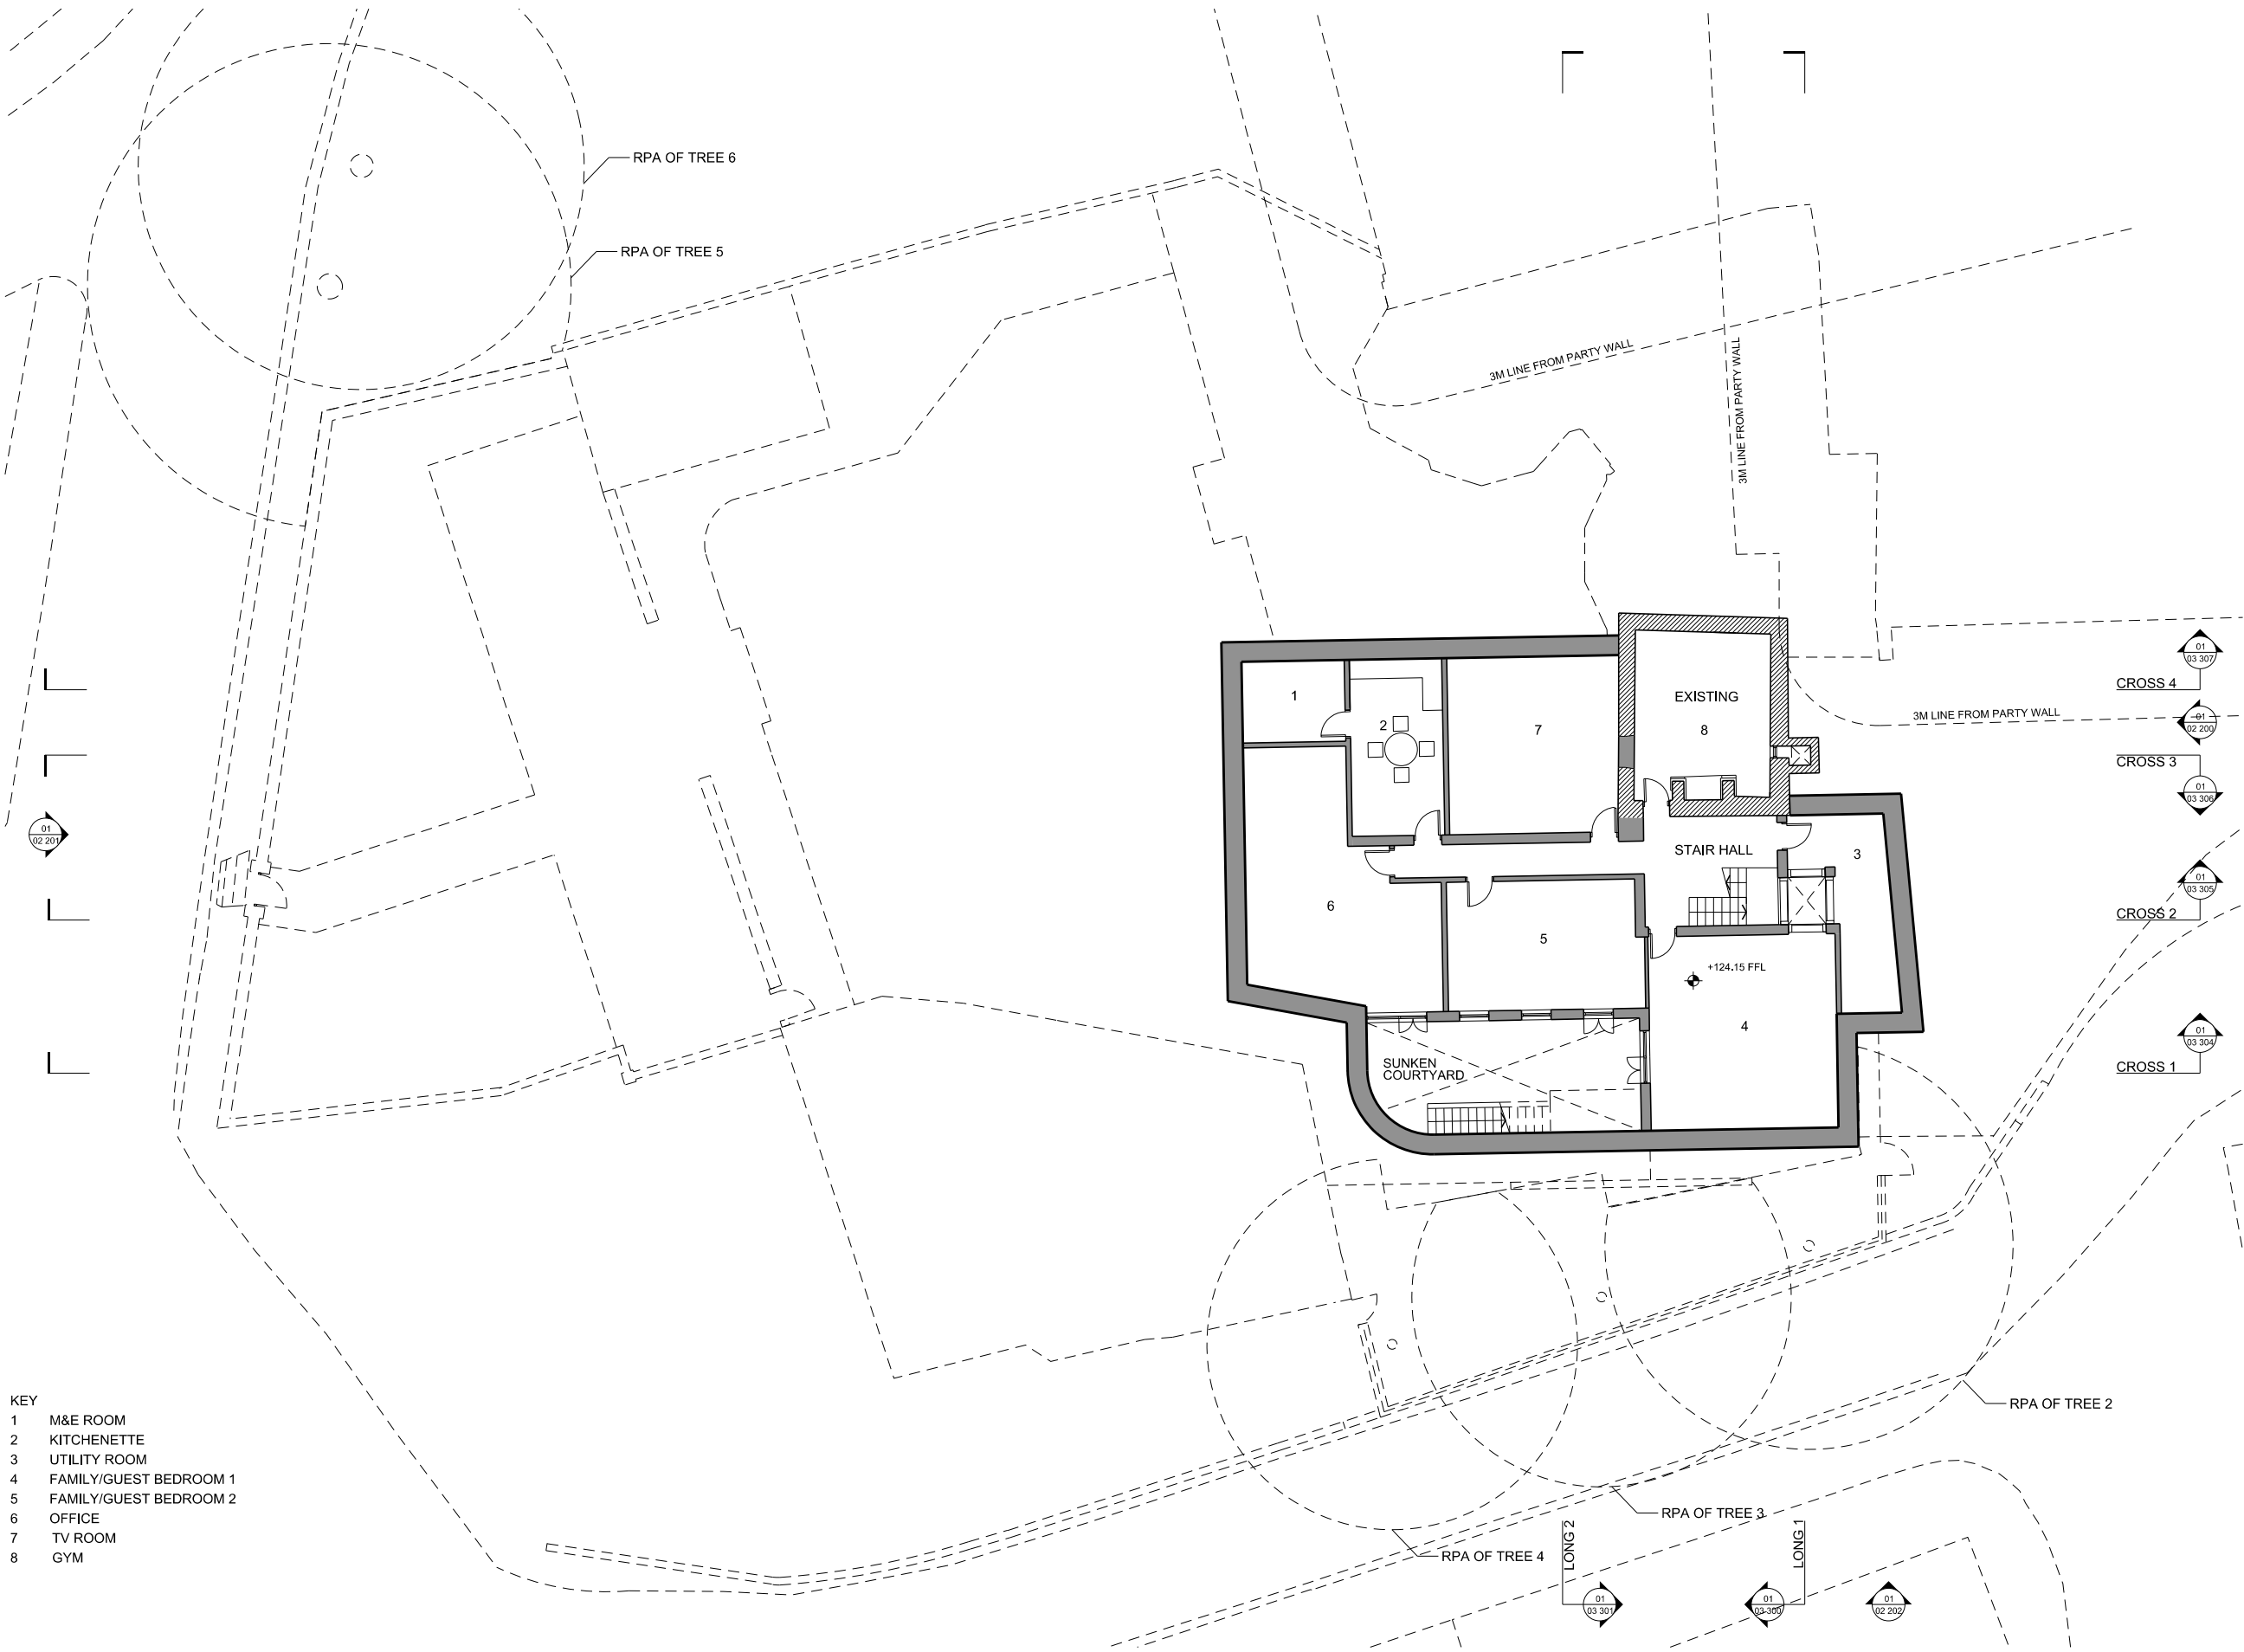 RPA OF TREE 6
RPA OF TREE 5
3M LINE FROM PARTY WALL
3M LINE FROM PARTY WALL
01
03 307
CROSS 4
EXISTING
1
2
7
8
3M LINE FROM PARTY WALL
01
02 200
CROSS 3
01
03 306
01
02 201
STAIR HALL
3
01
03 305
CROSS 2
6
5
+124.15 FFL
4
01
03 304
SUNKEN
COURTYARD
CROSS 1
KEY
1 M&E ROOM
2 KITCHENETTE
3 UTILITY ROOM
4 FAMILY/GUEST BEDROOM 1
5 FAMILY/GUEST BEDROOM 2
6 OFFICE
7 TV ROOM
8 GYM
RPA OF TREE 2
RPA OF TREE 3
RPA OF TREE 4
LONG 2
LONG 1
01
03 301
01
03 300
01
02 202